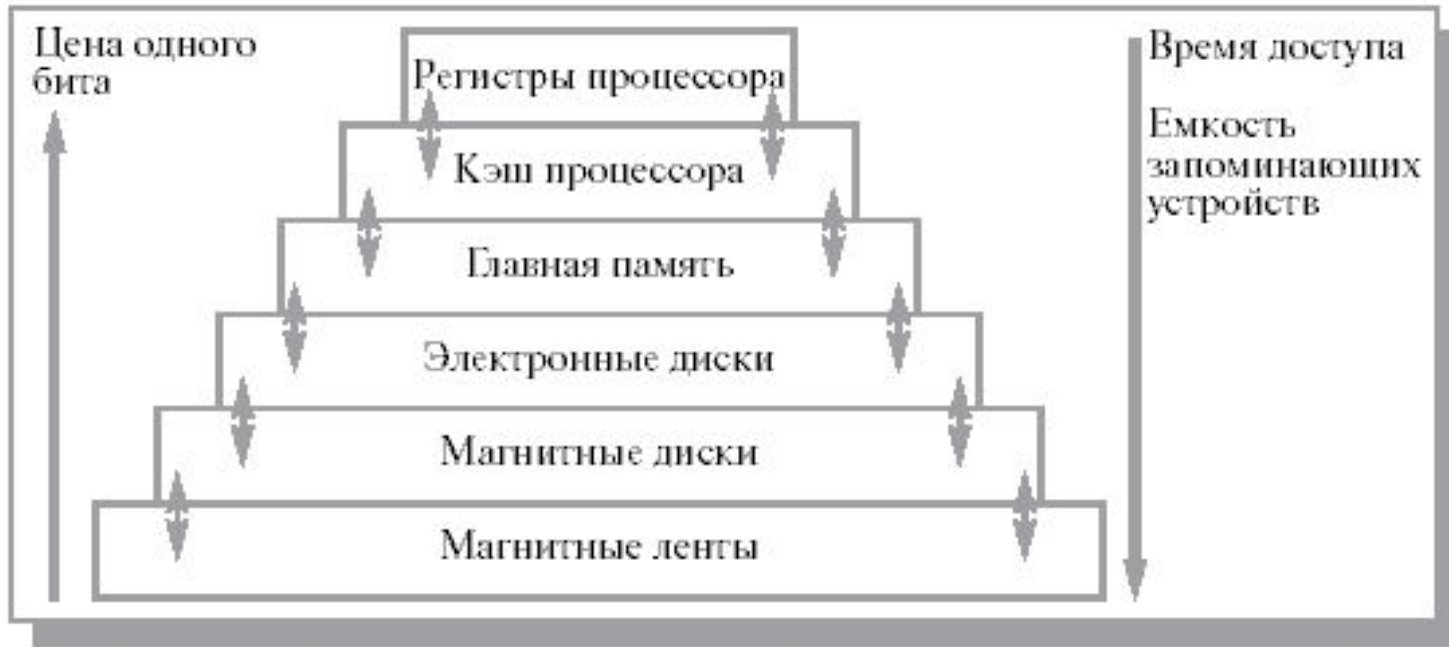 Цена одного
бита
Регистры процессора
Кэш процессора
Главная память
Электронные диски
Магнитные диски
Магнитные ленты
Время доступа
Емкость
запоминающих
устройств